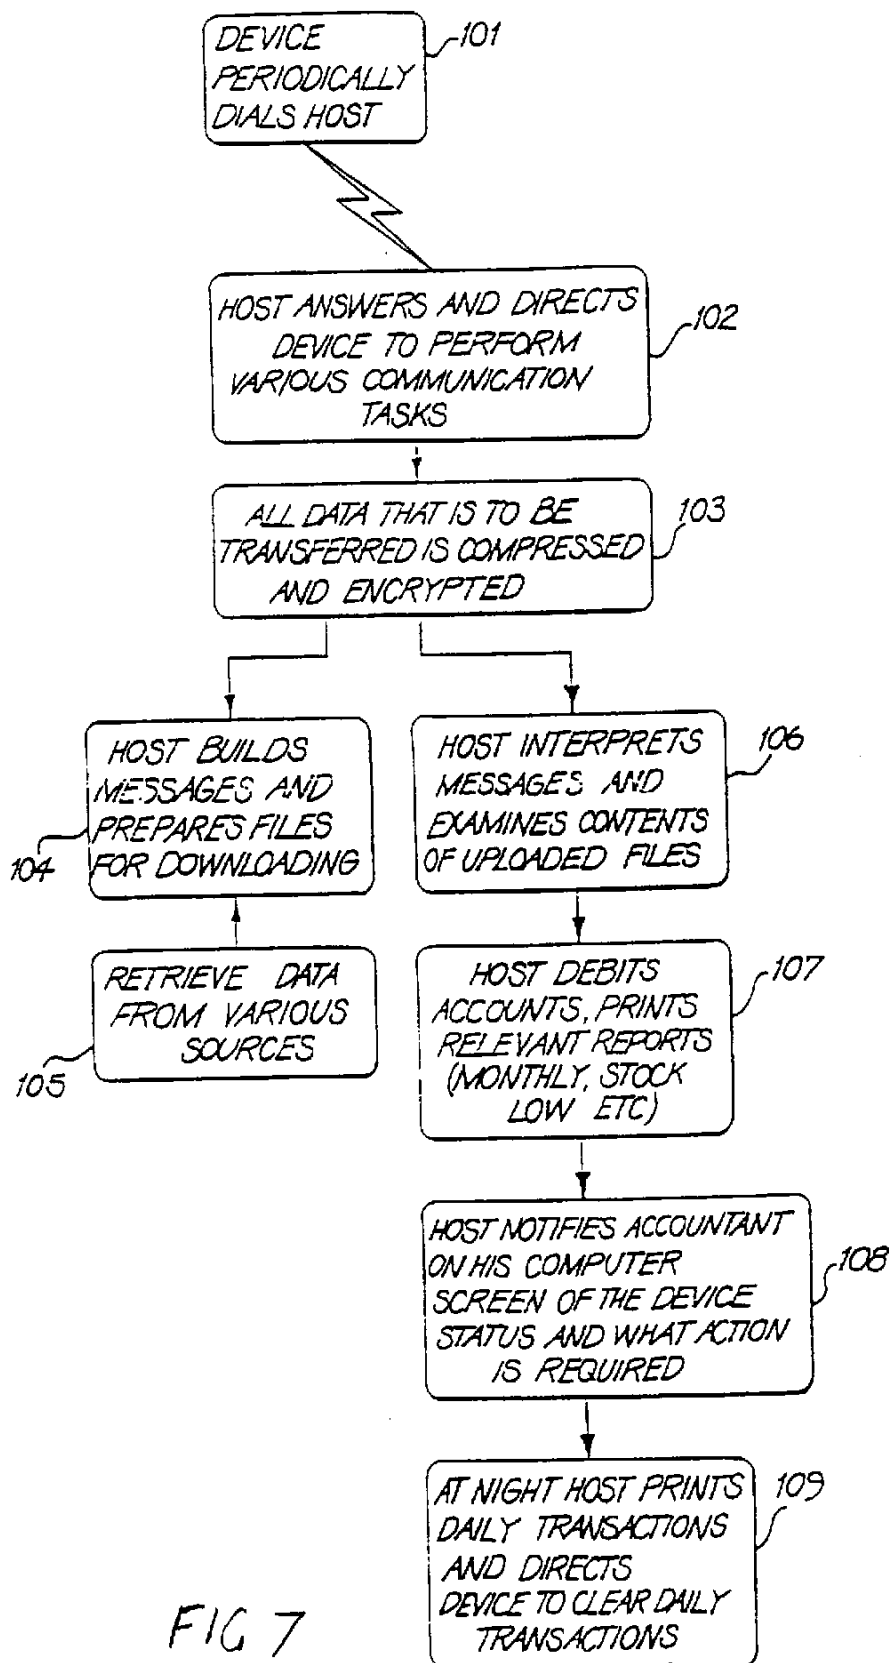 DEVICE
PERIODICALLY
DIALS HOST
101
HOST ANSWERS AND DIRECTS
DEVICE TO PERFORM
VARIOUS COMMUNICATION
TASKS
102
ALL DATA THAT IS TO BE
TRANSFERRED IS COMPRESSED
AND ENCRYPTED
103
HOST BUILDS
MESSAGES AND
PREPARES FILES
FOR DOWNLOADING
104
RETRIEVE DATA
FROM VARIOUS
SOURCES
105
HOST INTERPRETS
MESSAGES AND
EXAMINES CONTENTS
OF UPLOADED FILES
106
HOST DEBITS
ACCOUNTS, PRINTS
RELEVANT REPORTS
(MONTHLY, STOCK
LOW ETC)
107
HOST NOTIFIES ACCOUNTANT
ON HIS COMPUTER
SCREEN OF THE DEVICE
STATUS AND WHAT ACTION
IS REQUIRED
108
AT NIGHT HOST PRINTS
DAILY TRANSACTIONS
AND DIRECTS
DEVICE TO CLEAR DAILY
TRANSACTIONS
109
FIG 7